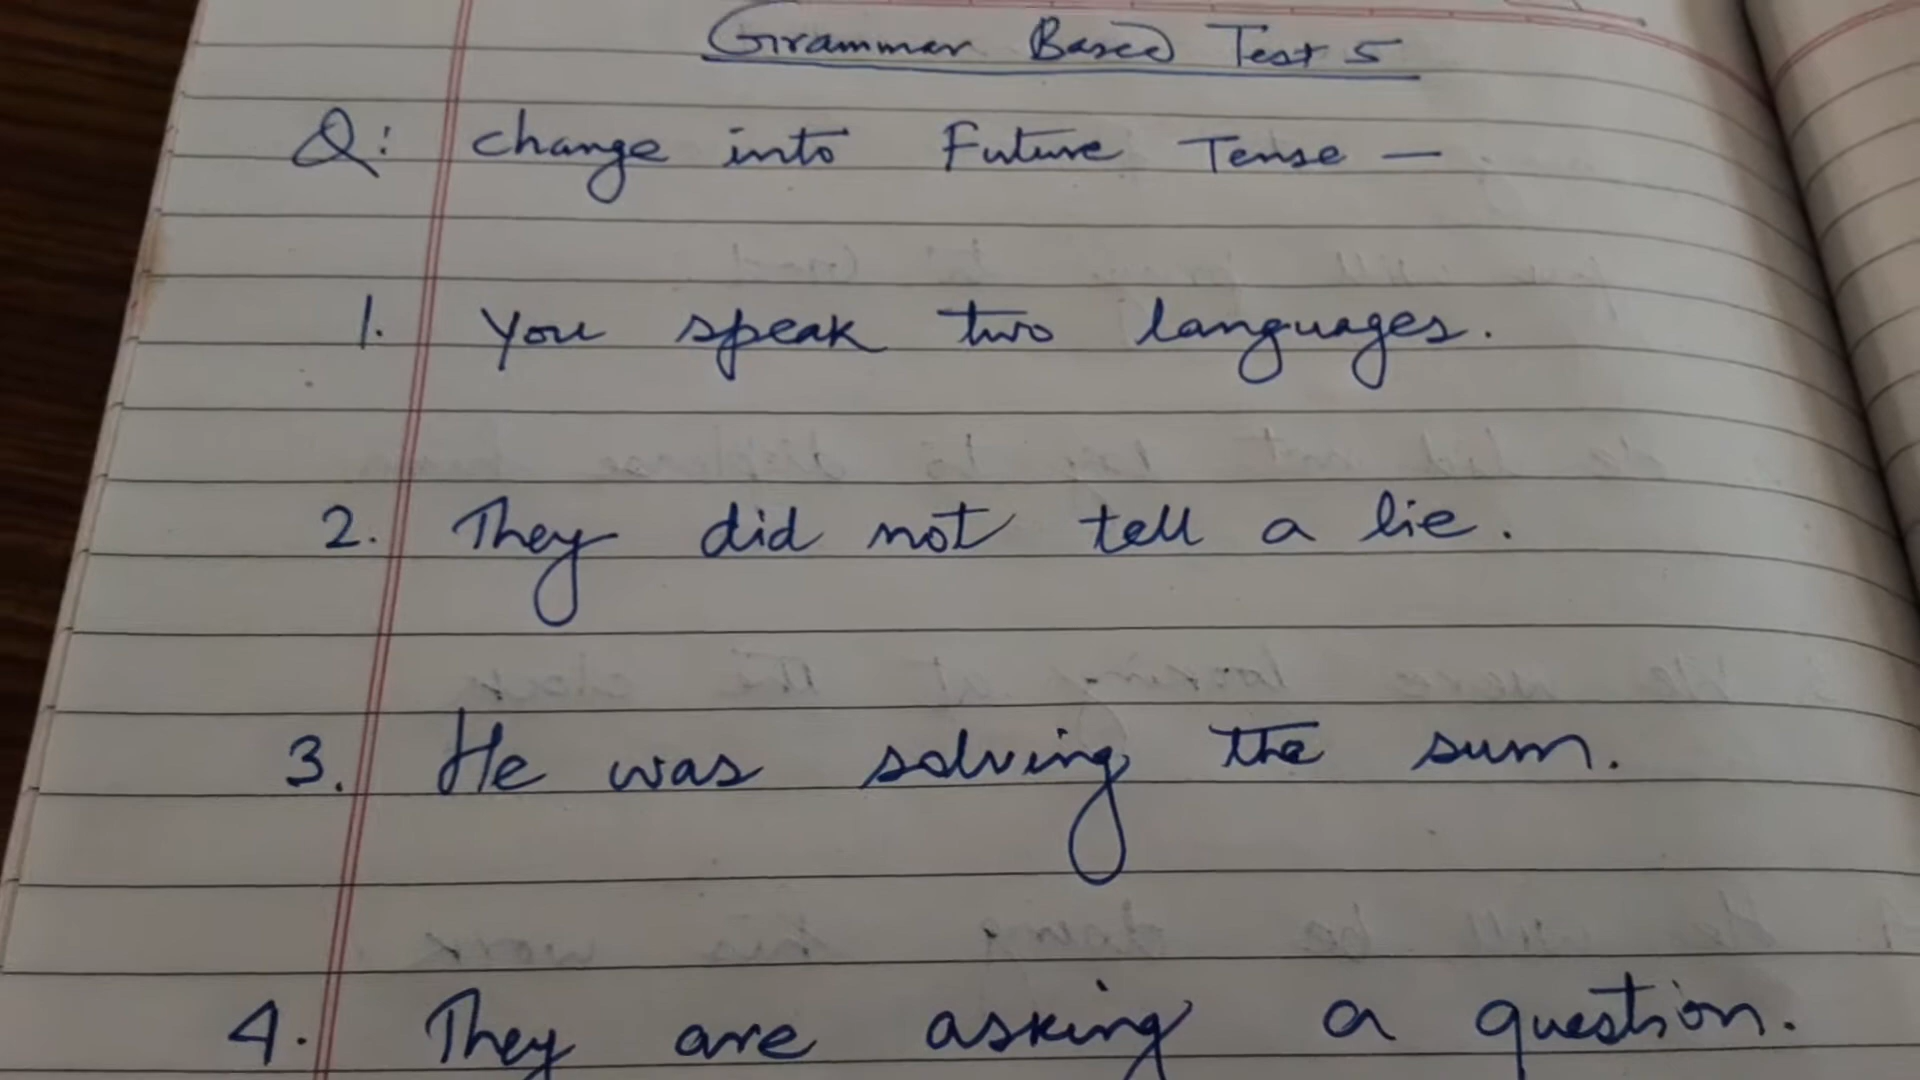 Grammar Based Test 5
Q: change into Future Tense —
1. You speak two languages.
2. They did not tell a lie.
3. He was solving the sum.
4. They are asking a question.